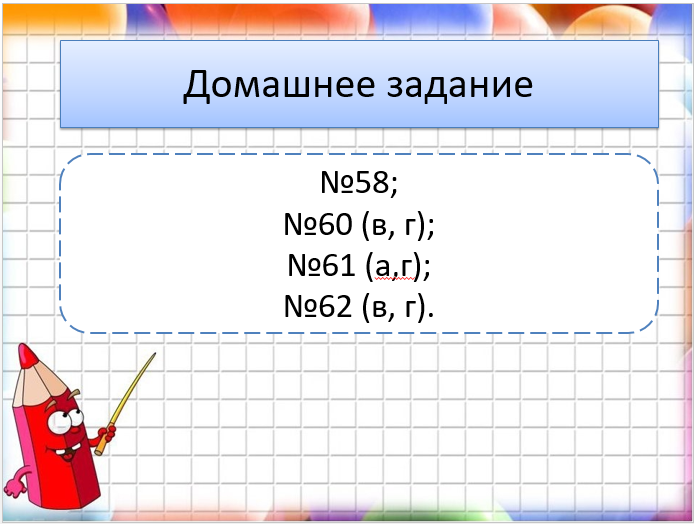 Домашнее задание
№58;
№60 (в, г);
№61 (а,г);
№62 (в, г).